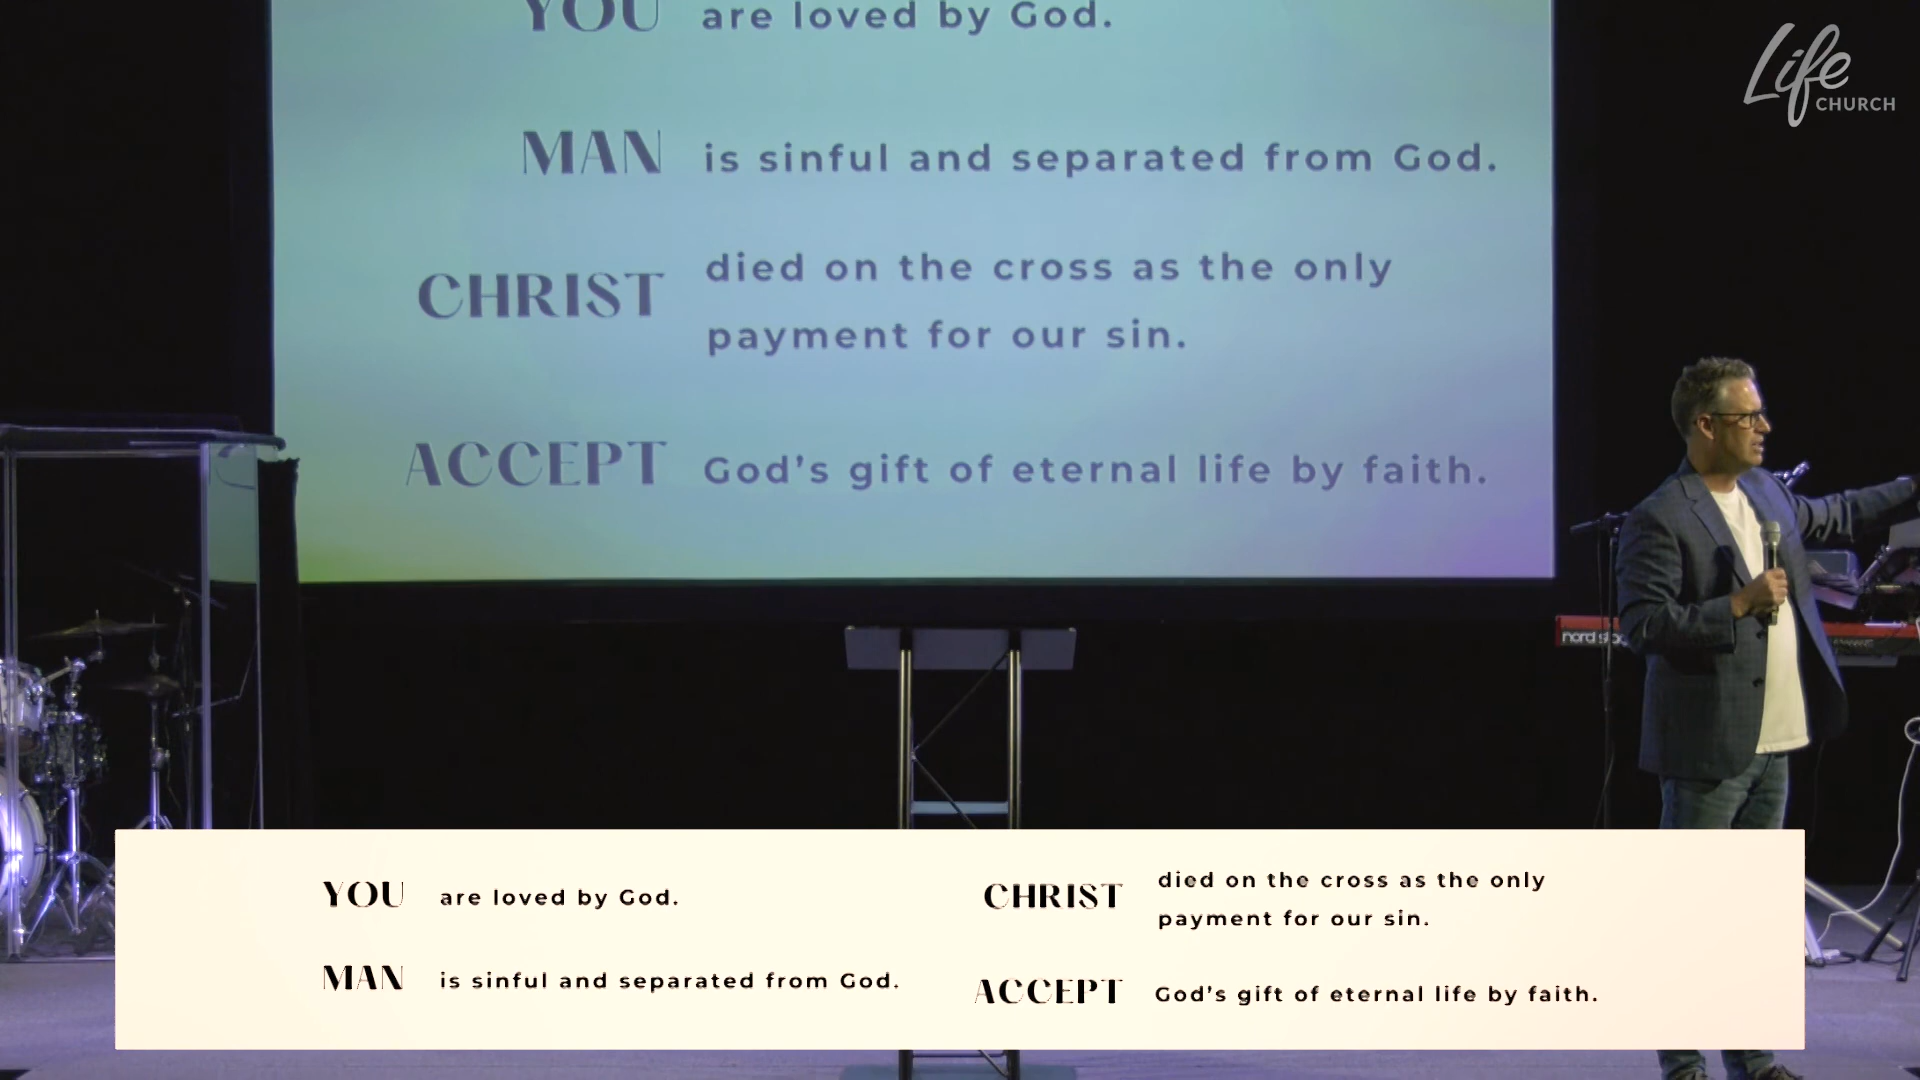 YOU are loved by God.
MAN is sinful and separated from God.
CHRIST died on the cross as the only
payment for our sin.
ACCEPT God's gift of eternal life by faith.
Life
CHURCH
nord
YOU are loved by God.
MAN is sinful and separated from God.
CHRIST died on the cross as the only
payment for our sin.
ACCEPT God's gift of eternal life by faith.